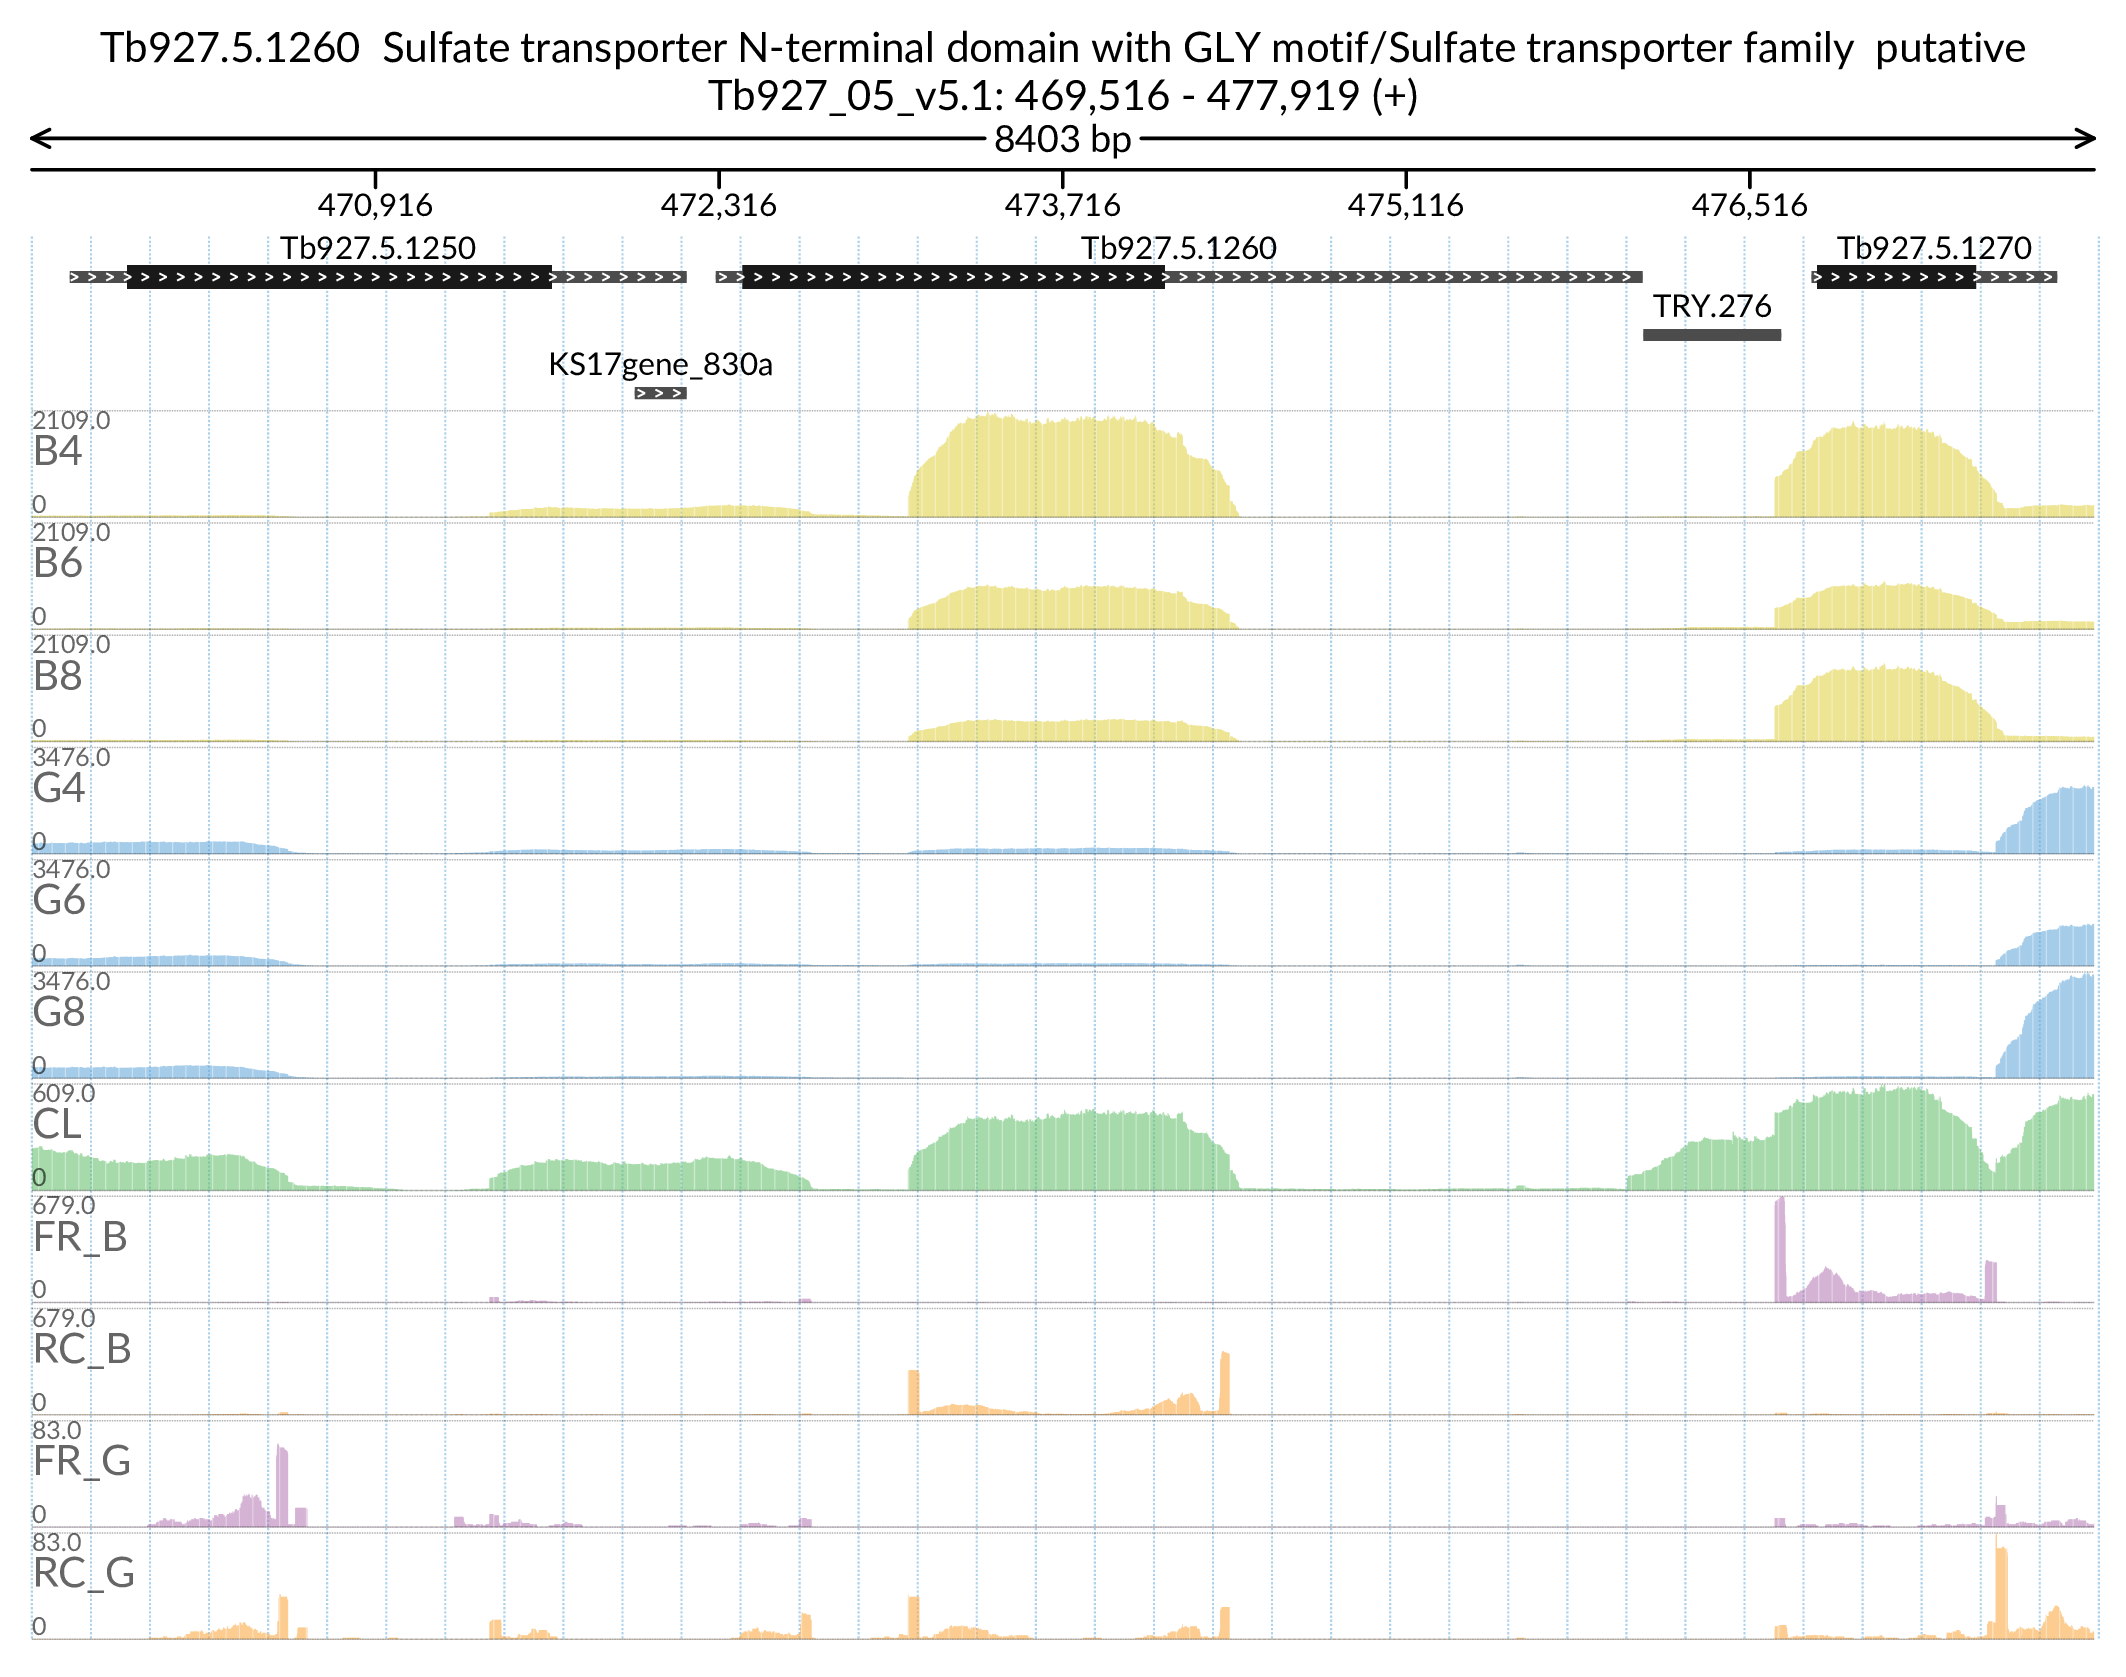 Tb927.5.1260  Sulfate transporter N-terminal domain with GLY motif/Sulfate transporter family  putative
Tb927_05_v5.1: 469,516 - 477,919 (+)
8403 bp
470,916 472,316 473,716 475,116 476,516
Tb927.5.1250 Tb927.5.1260 Tb927.5.1270
TRY.276
KS17gene_830a
2109.0
B4
0
2109.0
B6
0
2109.0
B8
0
3476.0
G4
0
3476.0
G6
0
3476.0
G8
0
609.0
CL
0
679.0
FR_B
0
679.0
RC_B
0
83.0
FR_G
0
83.0
RC_G
0